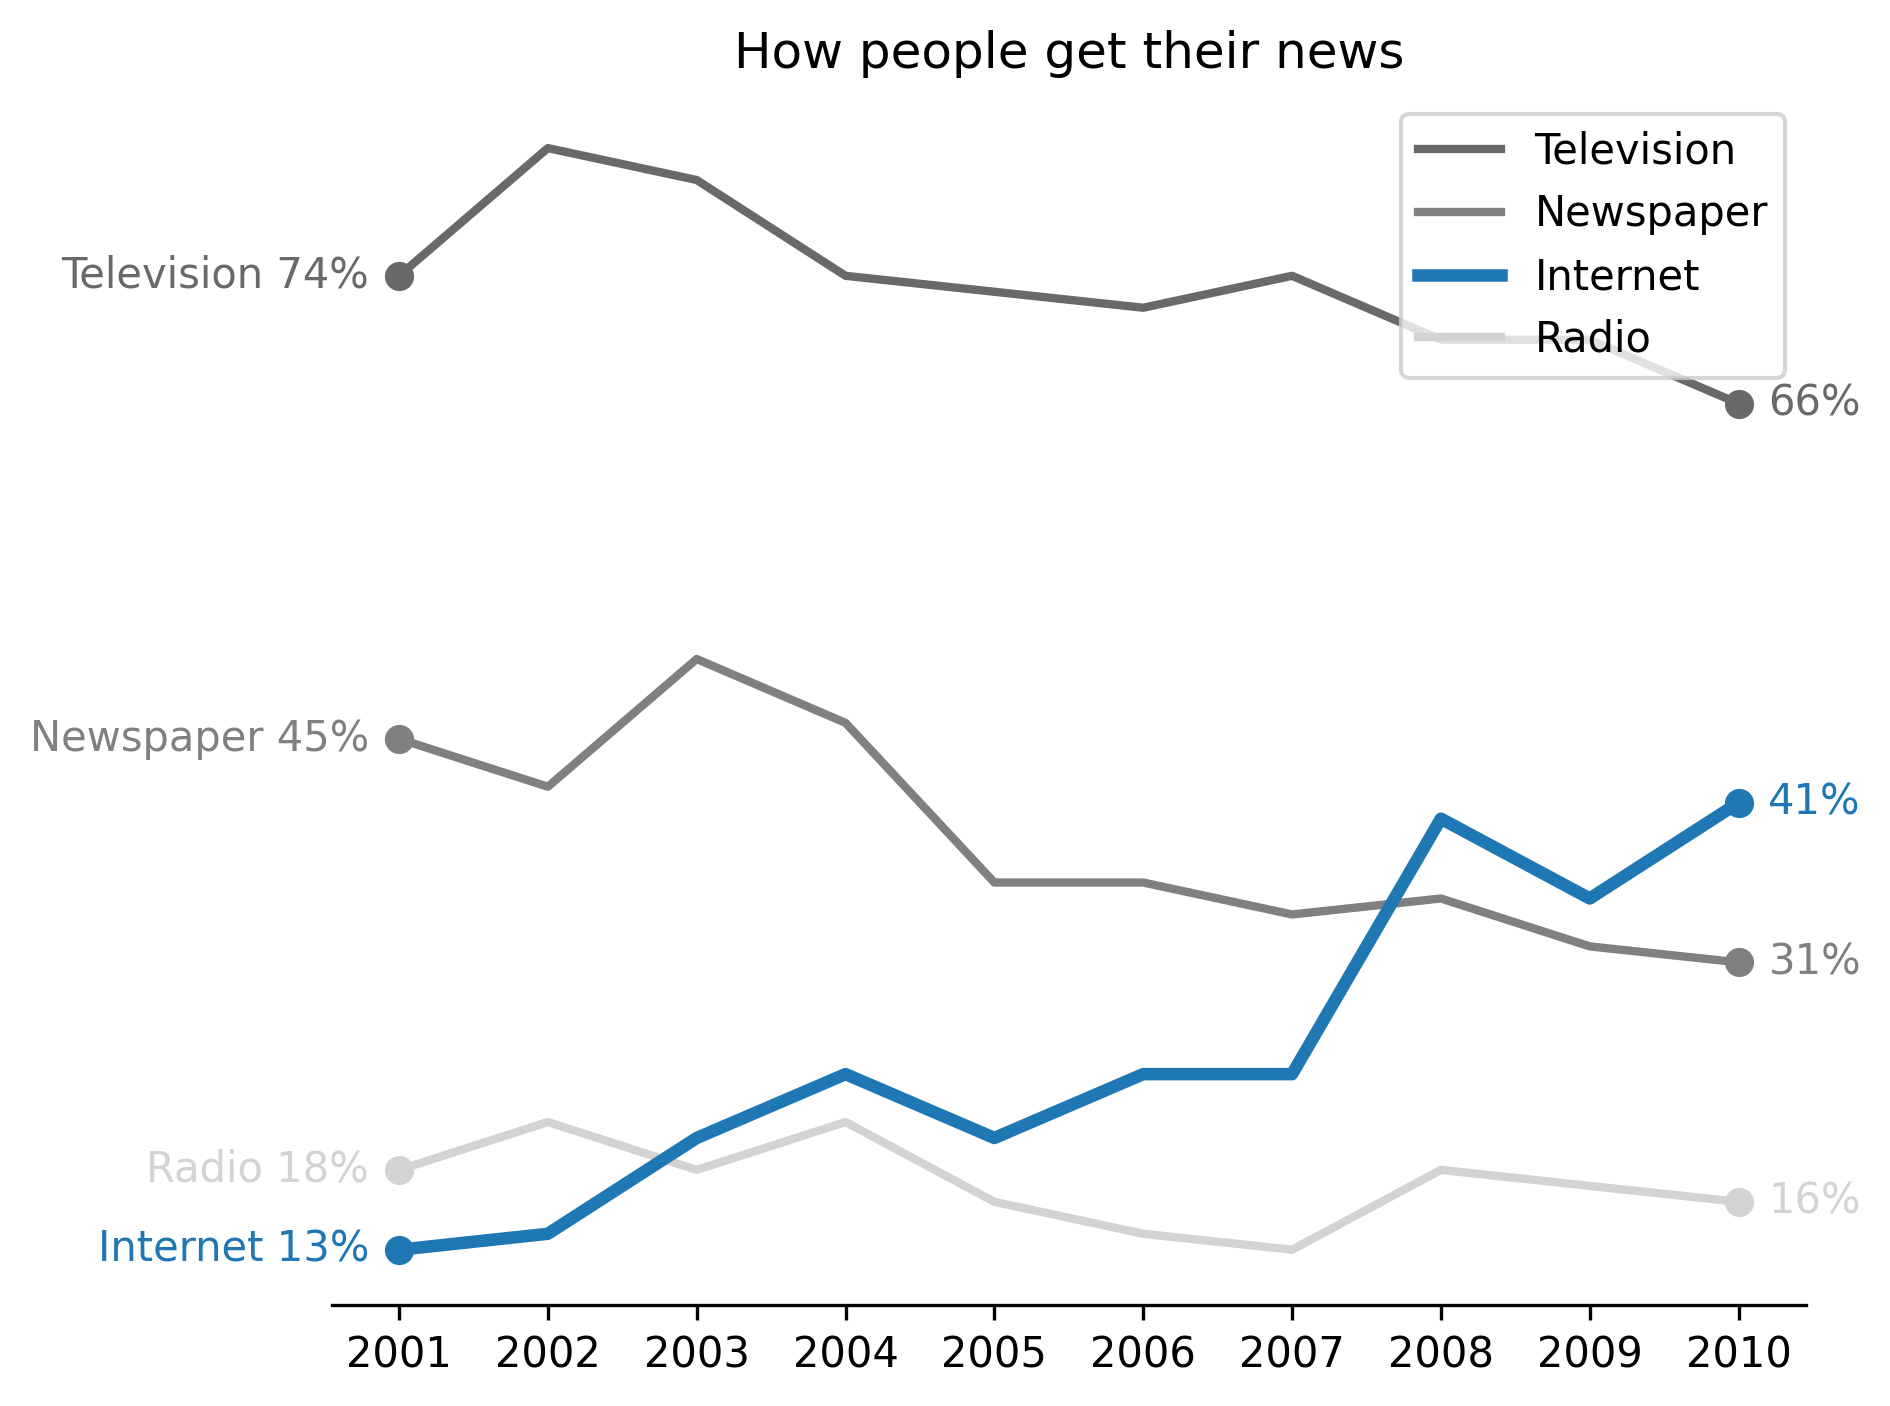 How people get their news
Television
Newspaper
Internet
Radio
Television 74%
66%
Newspaper 45%
41%
31%
Radio 18%
16%
Internet 13%
2001 2002 2003 2004 2005 2006 2007 2008 2009 2010